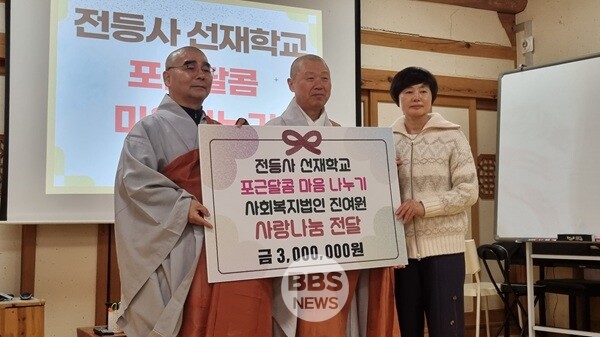 전등사 선재학교
포근달콤
전등사 선재학교
포근달콤 마음 나누기
사회복지법인 진여원
사랑나눔 전달
금 3,000,000원
BBS
NEWS